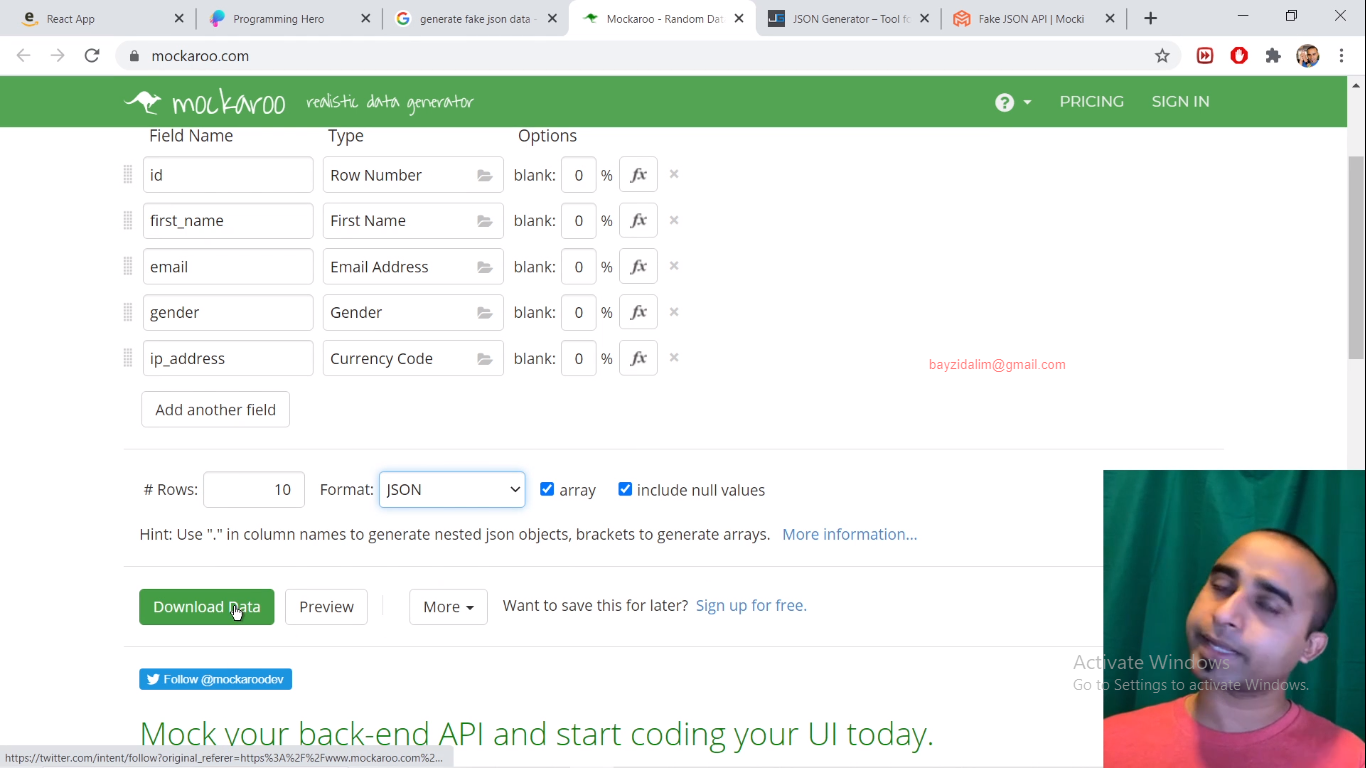 React App
Programming Hero
generate fake json data -
Mockaroo - Random Dat
JS
JSON Generator – Tool fo
Fake JSON API | Mocki
mockaroo.com
mockaroo realistic data generator
? PRICING SIGN IN
Field Name Type Options
id Row Number blank: 0 % fx
first_name First Name blank: 0 % fx
email Email Address blank: 0 % fx
gender Gender blank: 0 % fx
ip_address Currency Code blank: 0 % fx
bayzidalim@gmail.com
Add another field
# Rows: 10 Format: JSON array include null values
Hint: Use "." in column names to generate nested json objects, brackets to generate arrays. More information...
Download Data Preview More Want to save this for later? Sign up for free.
Activate Windows
Go to Settings to activate Windows.
Follow @mockaroodev
Mock your back-end API and start coding your UI today.
https://twitter.com/intent/follow?original_referer=https%3A%2F%2Fwww.mockaroo.com%2...